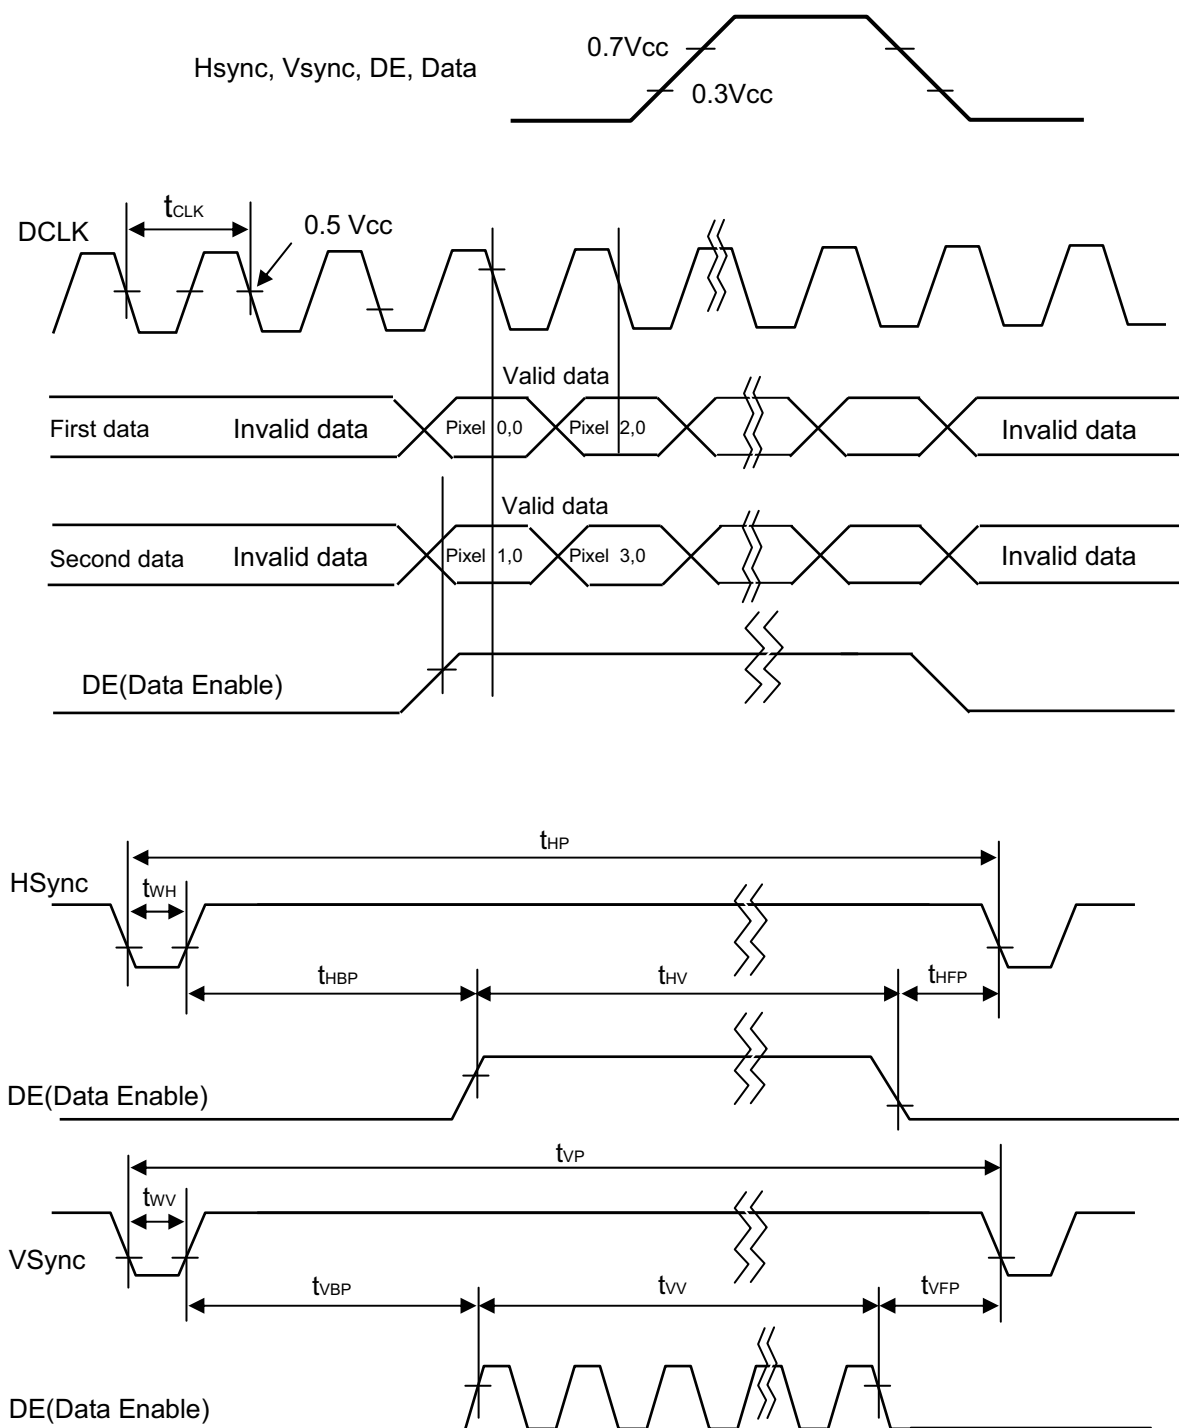 0.7Vcc
Hsync, Vsync, DE, Data
0.3Vcc
tCLK
DCLK
0.5 Vcc
Valid data
First data Invalid data Pixel 0,0 Pixel 2,0 Invalid data
Valid data
Second data Invalid data Pixel 1,0 Pixel 3,0 Invalid data
DE(Data Enable)
tHP
HSync
tWH
tHBP tHV tHFP
DE(Data Enable)
tVP
tWV
VSync
tVBP tVV tVFP
DE(Data Enable)